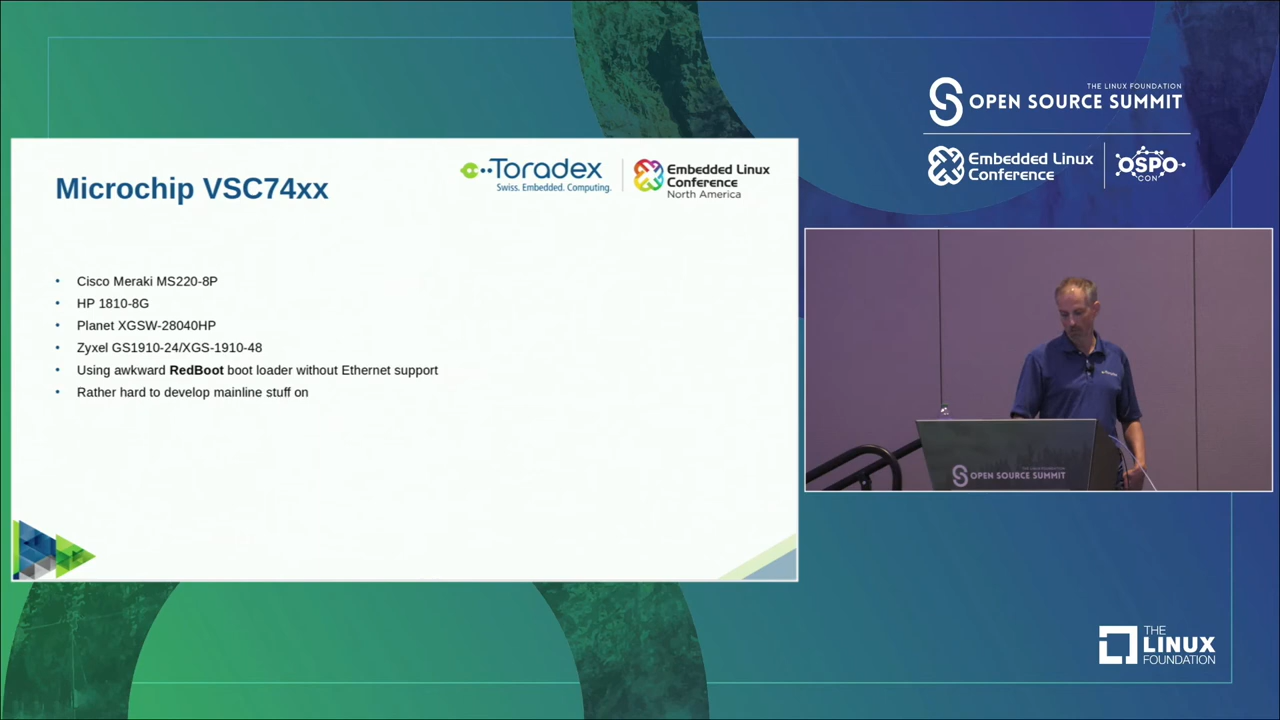 THE LINUX FOUNDATION
OPEN SOURCE SUMMIT
Embedded Linux
Conference
OSPO
CON
Toradex
Swiss. Embedded. Computing.
Embedded Linux
Conference
North America
Microchip VSC74xx
• Cisco Meraki MS220-8P
• HP 1810-8G
• Planet XGSW-28040HP
• Zyxel GS1910-24/XGS-1910-48
• Using awkward RedBoot boot loader without Ethernet support
• Rather hard to develop mainline stuff on
OPEN SOURCE SUMMIT
THE
LINUX
FOUNDATION